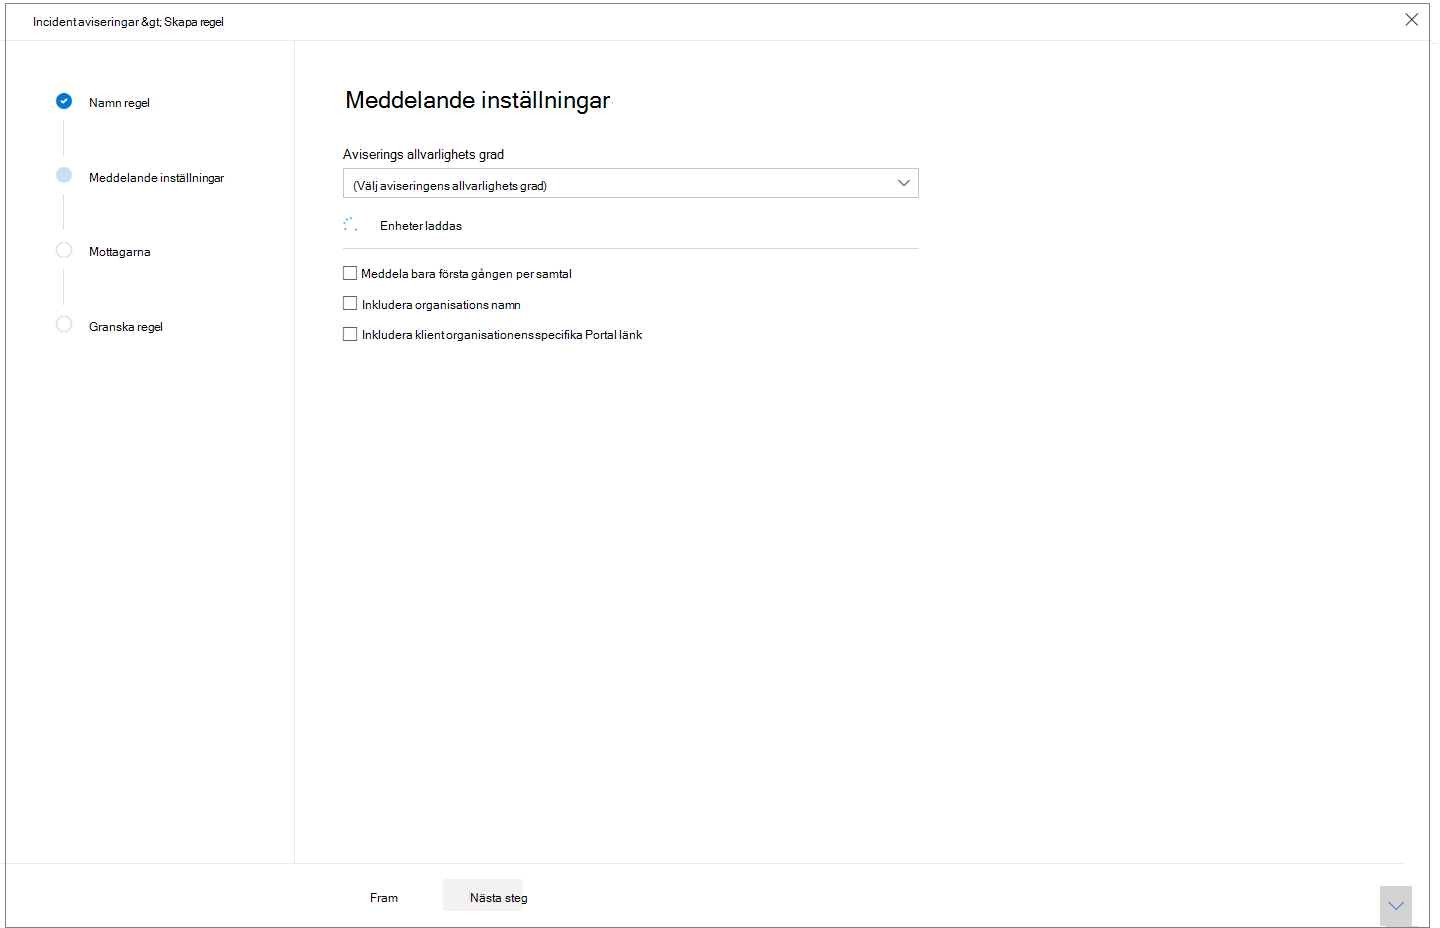 Incident aviseringar &gt; Skapa regel
Namn regel
Meddelande inställningar
Mottagarna
Granska regel
Meddelande inställningar
Aviserings allvarlighets grad
(Välj aviseringens allvarlighets grad)
Enheter laddas
Meddela bara första gången per samtal
Inkludera organisations namn
Inkludera klient organisationens specifika Portal länk
Fram
Nästa steg